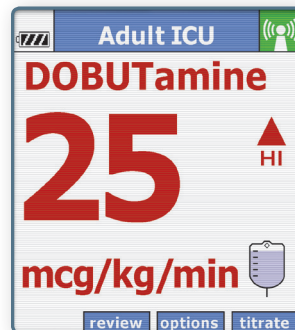 Adult ICU
DOBUTamine
25
HI
mcg/kg/min
review options titrate